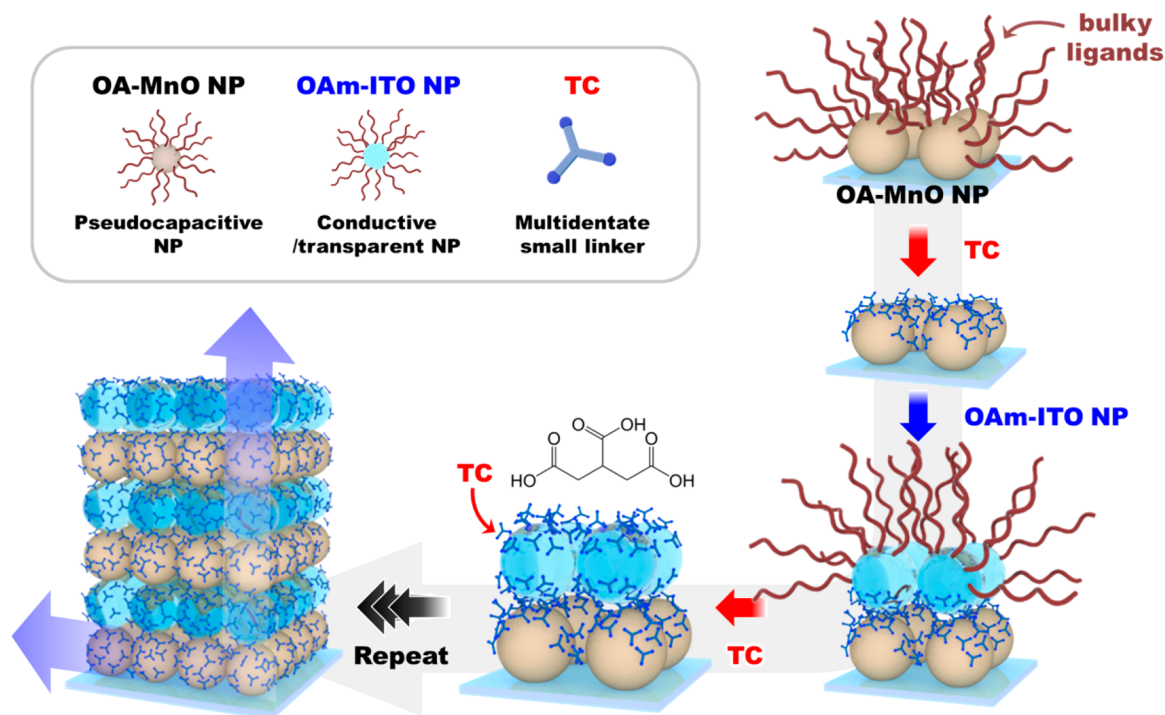 OA-MnO NP
OAm-ITO NP
TC
Pseudocapacitive
NP
Conductive
/transparent NP
Multidentate
small linker
bulky
ligands
OA-MnO NP
TC
OAm-ITO NP
TC
Repeat
TC
O
OH
O
O
HO
OH